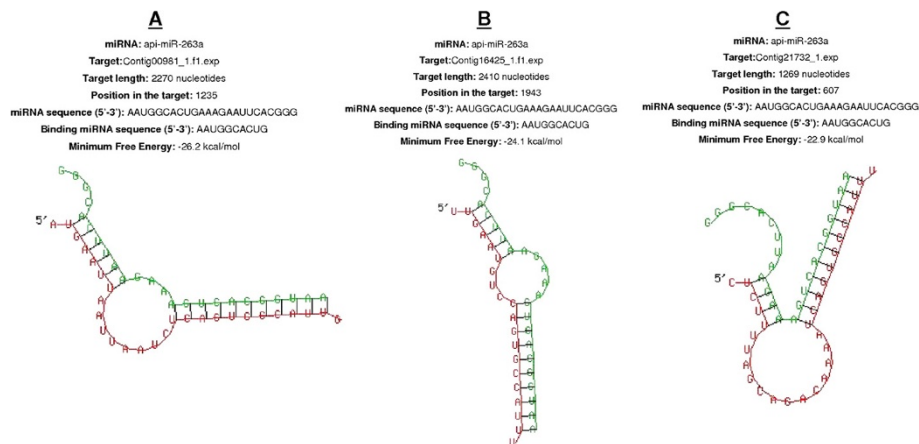 A
miRNA: api-miR-263a
Target:Contig00981_1.f1.exp
Target length: 2270 nucleotides
Position in the target: 1235
miRNA sequence (5'-3'): AAUGGCACUGAAAGAAUUCACGGG
Binding miRNA sequence (5'-3'): AAUGGCACUG
Minimum Free Energy: -26.2 kcal/mol
5'
B
miRNA: api-miR-263a
Target:Contig16425_1.f1.exp
Target length: 2410 nucleotides
Position in the target: 1943
miRNA sequence (5'-3'): AAUGGCACUGAAAGAAUUCACGGG
Binding miRNA sequence (5'-3'): AAUGGCACUG
Minimum Free Energy: -24.1 kcal/mol
5'
C
miRNA: api-miR-263a
Target:Contig21732_1.exp
Target length: 1269 nucleotides
Position in the target: 607
miRNA sequence (5'-3'): AAUGGCACUGAAAGAAUUCACGGG
Binding miRNA sequence (5'-3'): AAUGGCACUG
Minimum Free Energy: -22.9 kcal/mol
5'